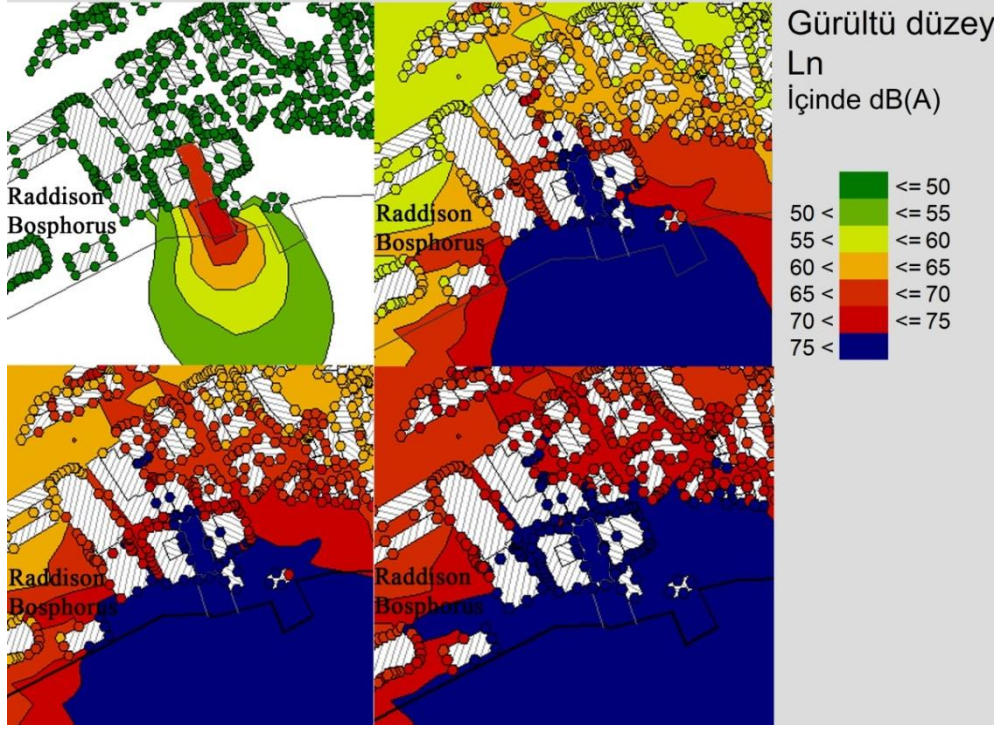 Gürültü düzey
Ln
İçinde dB(A)
<= 50
50 < <= 55
55 < <= 60
60 < <= 65
65 < <= 70
70 < <= 75
75 <
Raddison
Bosphorus
Raddison
Bosphorus
Raddison
Bosphorus
Raddison
Bosphorus